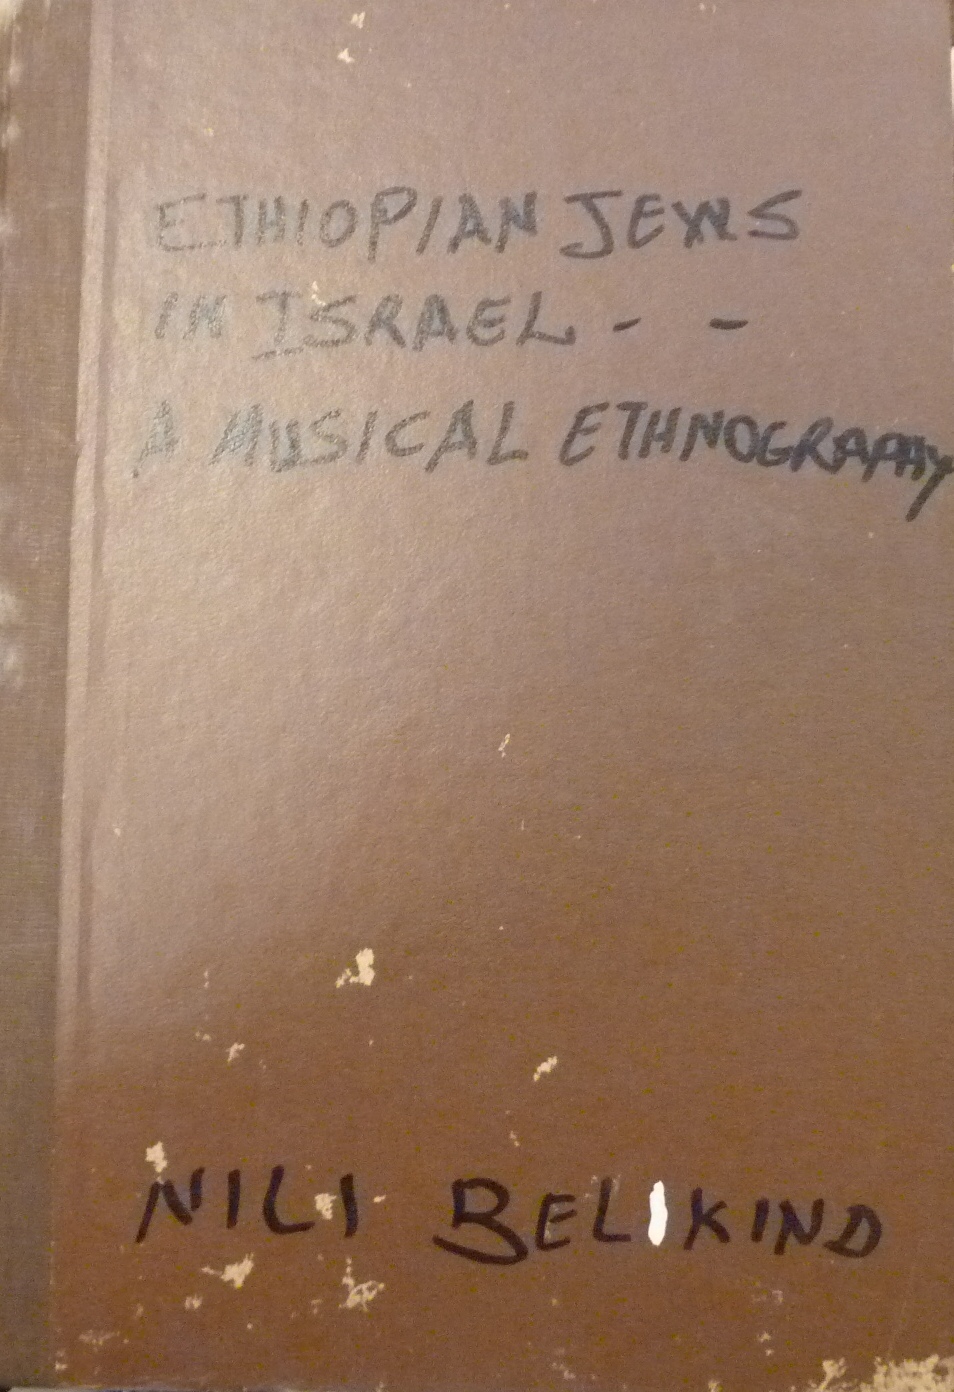 ETHIOPIAN JEWS
IN ISRAEL - -
A MUSICAL ETHNOGRAPHY
NILI BELIKIND